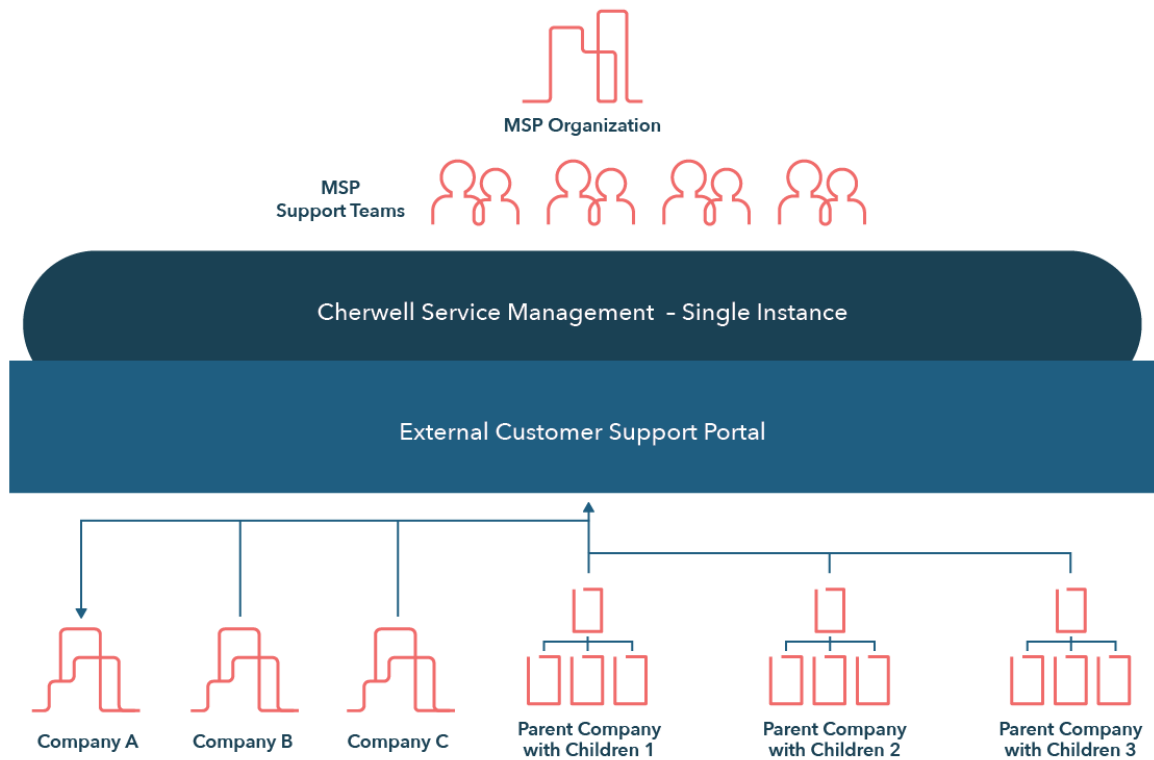 MSP Organization
MSP
Support Teams
Cherwell Service Management – Single Instance
External Customer Support Portal
Company A
Company B
Company C
Parent Company
with Children 1
Parent Company
with Children 2
Parent Company
with Children 3